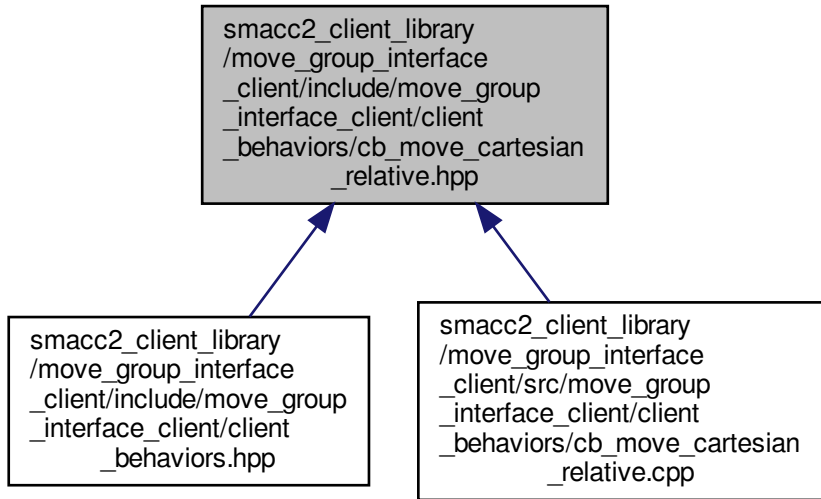 smacc2_client_library
/move_group_interface
_client/include/move_group
_interface_client/client
_behaviors/cb_move_cartesian
_relative.hpp
smacc2_client_library
/move_group_interface
_client/include/move_group
_interface_client/client
_behaviors.hpp
smacc2_client_library
/move_group_interface
_client/src/move_group
_interface_client/client
_behaviors/cb_move_cartesian
_relative.cpp